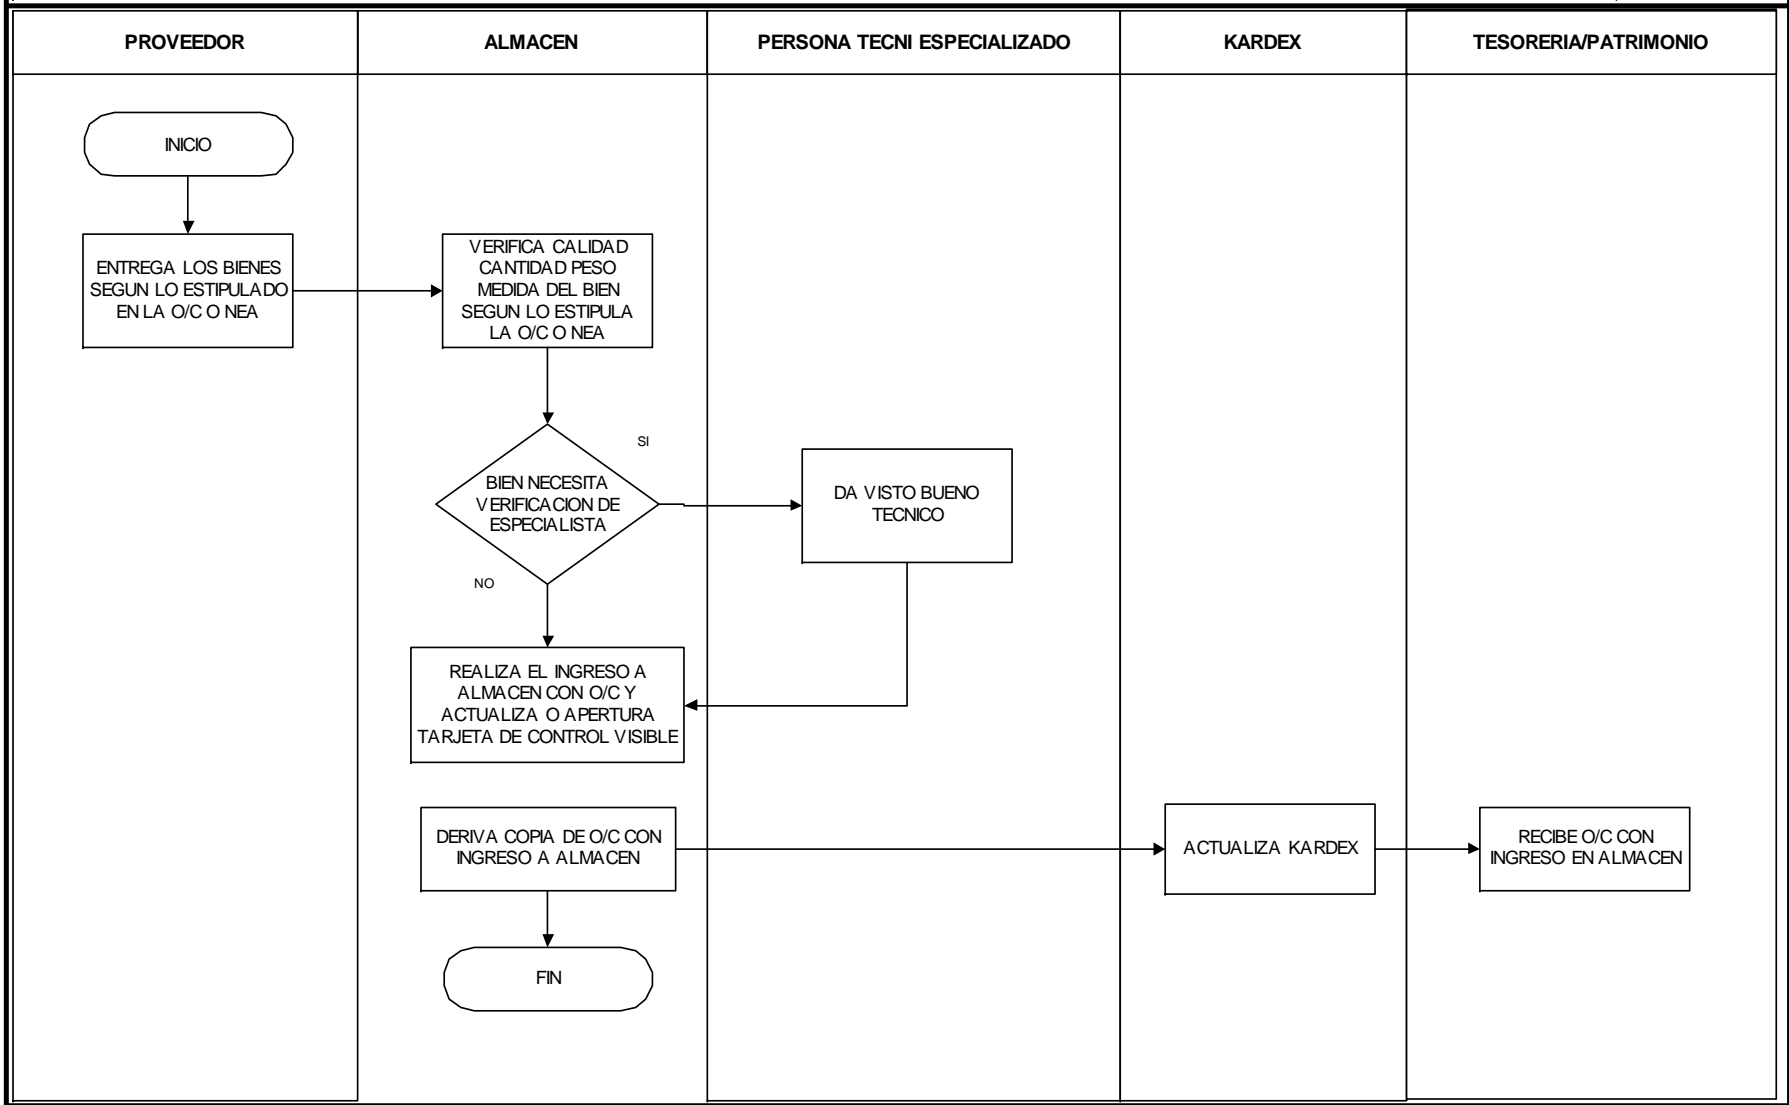 PROVEEDOR
ALMACEN
PERSONA TECNI ESPECIALIZADO
KARDEX
TESORERIA/PATRIMONIO
INICIO
ENTREGA LOS BIENES
SEGUN LO ESTIPULADO
EN LA O/C O NEA
VERIFICA CALIDAD
CANTIDAD PESO
MEDIDA DEL BIEN
SEGUN LO ESTIPULA
LA O/C O NEA
SI
BIEN NECESITA
VERIFICACION DE
ESPECIALISTA
DA VISTO BUENO
TECNICO
NO
REALIZA EL INGRESO A
ALMACEN CON O/C Y
ACTUALIZA O APERTURA
TARJETA DE CONTROL VISIBLE
DERIVA COPIA DE O/C CON
INGRESO A ALMACEN
ACTUALIZA KARDEX
RECIBE O/C CON
INGRESO EN ALMACEN
FIN